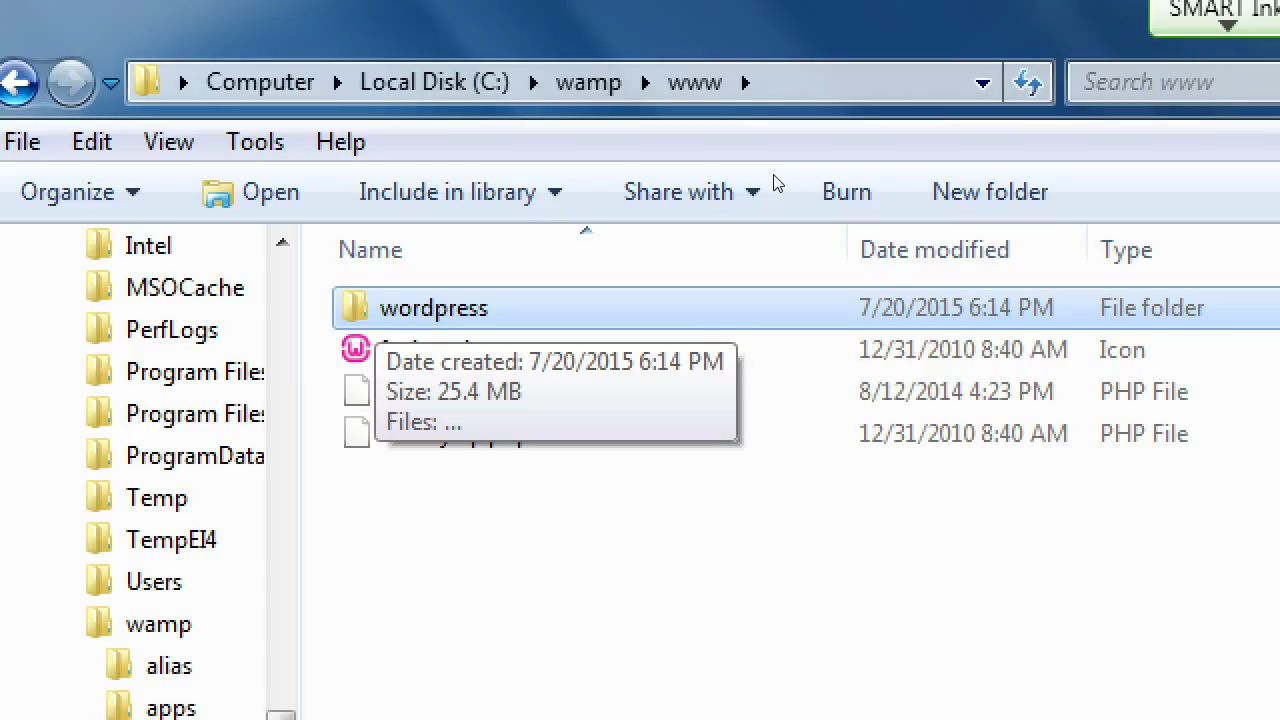 SMART Ink
Computer Local Disk (C:) wamp www Search www
File Edit View Tools Help
Organize Open Include in library Share with Burn New folder
Name Date modified Type
wordpress 7/20/2015 6:14 PM File folder
12/31/2010 8:40 AM Icon
8/12/2014 4:23 PM PHP File
12/31/2010 8:40 AM PHP File
Date created: 7/20/2015 6:14 PM
Size: 25.4 MB
Files: ...
Intel
MSOCache
PerfLogs
Program Files
Program Files
ProgramData
Temp
TempEI4
Users
wamp
alias
apps